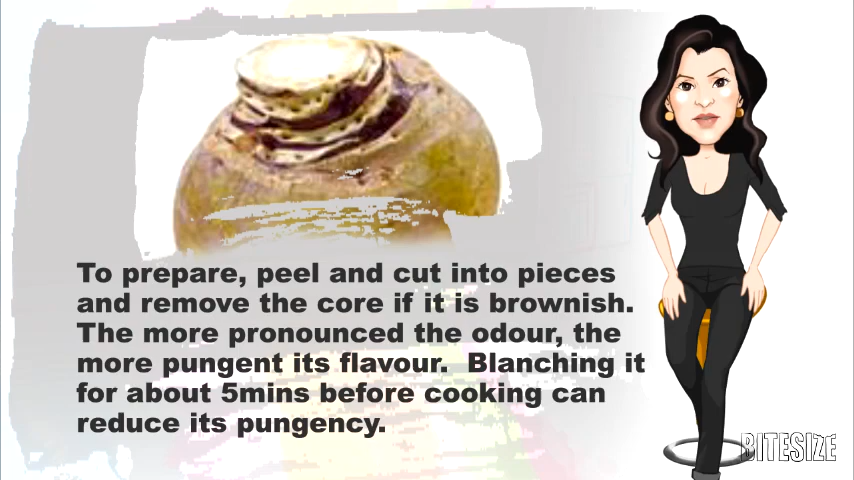 To prepare, peel and cut into pieces
and remove the core if it is brownish.
The more pronounced the odour, the
more pungent its flavour.  Blanching it
for about 5mins before cooking can
reduce its pungency.
BITESIZE